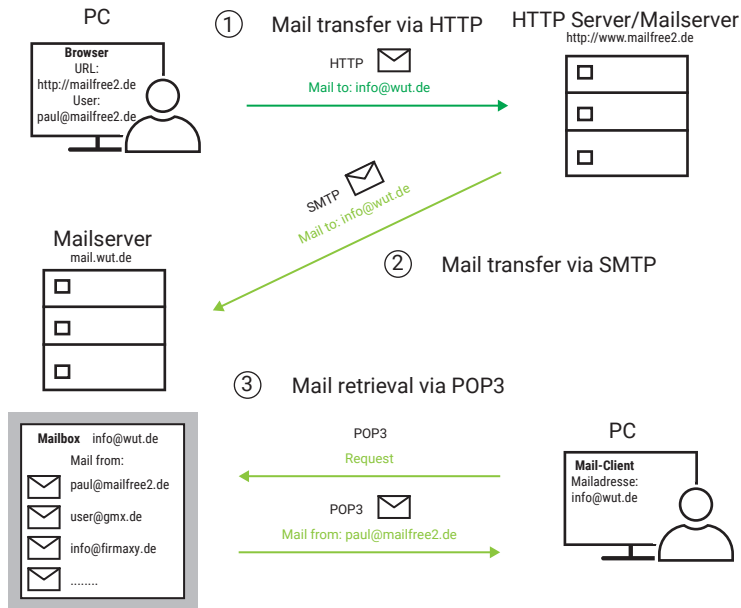 PC
1
Mail transfer via HTTP
HTTP Server/Mailserver
http://www.mailfree2.de
Browser
URL:
http://mailfree2.de
User:
paul@mailfree2.de
HTTP
Mail to: info@wut.de
SMTP
Mail to: info@wut.de
Mailserver
mail.wut.de
2
Mail transfer via SMTP
3
Mail retrieval via POP3
Mailbox info@wut.de
Mail from:
paul@mailfree2.de
user@gmx.de
info@firmaxy.de
........
POP3
Request
POP3
Mail from: paul@mailfree2.de
PC
Mail-Client
Mailadresse:
info@wut.de